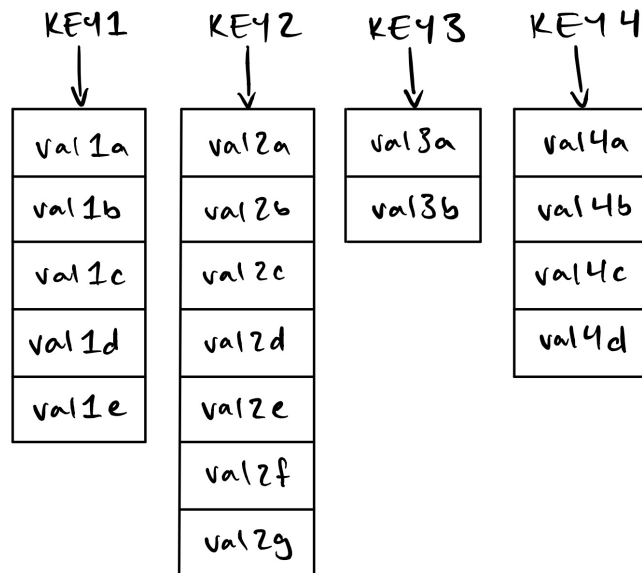 KEY1 KEY2 KEY3 KEY4
val1a val2a val3a val4a
val1b val2b val3b val4b
val1c val2c val4c
val1d val2d val4d
val1e val2e
val2f
val2g